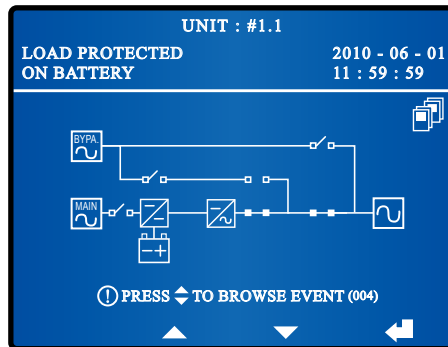 UNIT : #1.1
LOAD PROTECTED 2010 - 06 - 01
ON BATTERY 11 : 59 : 59
BYPA.
MAIN
PRESS TO BROWSE EVENT (004)